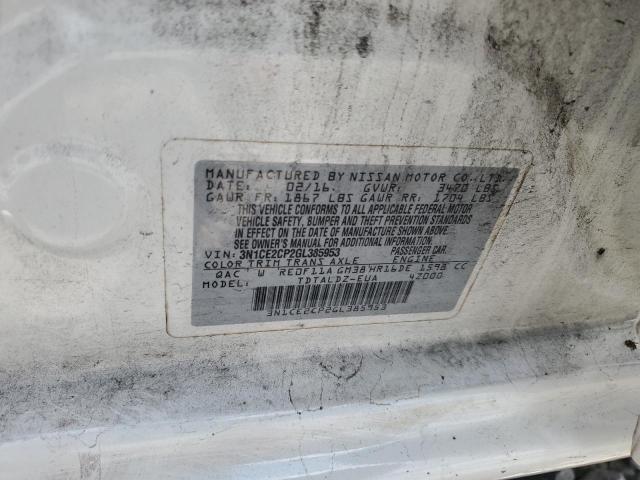 MANUFACTURED BY NISSAN MOTOR CO., LTD.
DATE: 02/16 GVWR: 3470 LBS
GAWR FR: 1867 LBS GAWR RR: 1704 LBS
THIS VEHICLE CONFORMS TO ALL APPLICABLE FEDERAL MOTOR
VEHICLE SAFETY, BUMPER AND THEFT PREVENTION STANDARDS
IN EFFECT ON THE DATE OF MANUFACTURE SHOWN ABOVE.
SEE OWNER'S MANUAL FOR ADDITIONAL INFORMATION.
VIN: 3N1CE2CP2GL385953 PASSENGER CAR
COLOR TRIM TRANS AXLE ENGINE
QAC W RE0F11A GM38 HR16DE 1598 CC
MODEL: TDTALDZ-EUA 4Z000
3N1CE2CP2GL385953